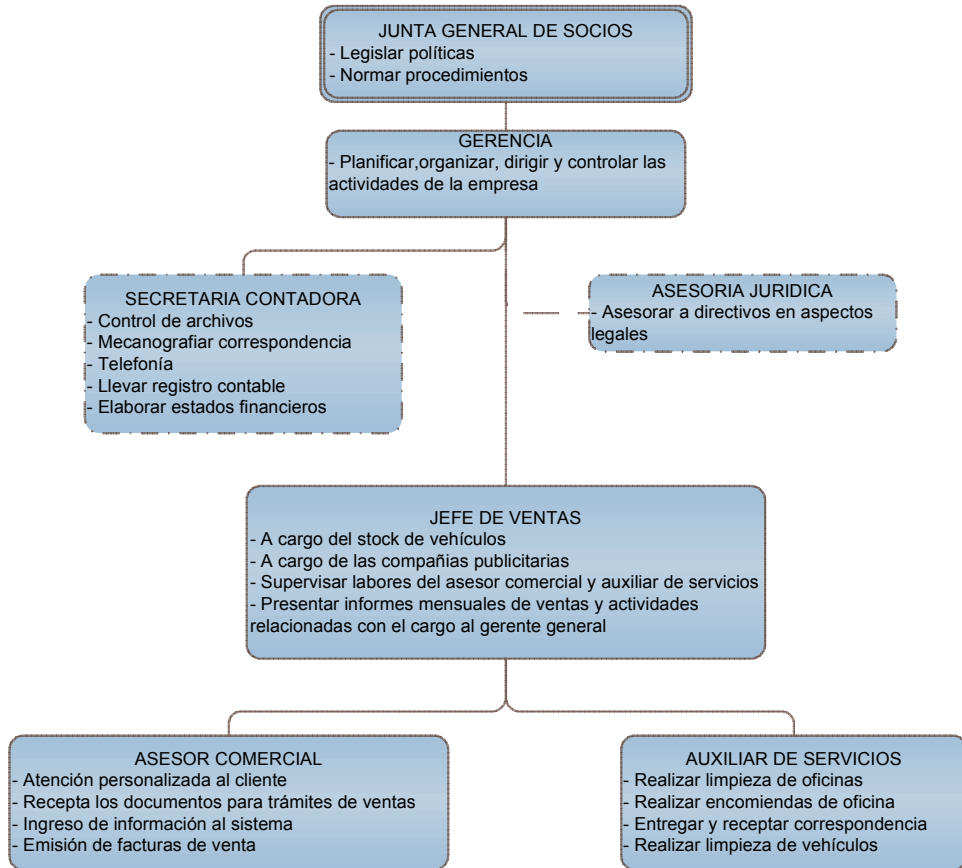 JUNTA GENERAL DE SOCIOS
- Legislar políticas
- Normar procedimientos
GERENCIA
- Planificar,organizar, dirigir y controlar las
actividades de la empresa
SECRETARIA CONTADORA
- Control de archivos
- Mecanografiar correspondencia
- Telefonía
- Llevar registro contable
- Elaborar estados financieros
ASESORIA JURIDICA
- Asesorar a directivos en aspectos
legales
JEFE DE VENTAS
- A cargo del stock de vehículos
- A cargo de las compañias publicitarias
- Supervisar labores del asesor comercial y auxiliar de servicios
- Presentar informes mensuales de ventas y actividades
relacionadas con el cargo al gerente general
ASESOR COMERCIAL
- Atención personalizada al cliente
- Recepta los documentos para trámites de ventas
- Ingreso de información al sistema
- Emisión de facturas de venta
AUXILIAR DE SERVICIOS
- Realizar limpieza de oficinas
- Realizar encomiendas de oficina
- Entregar y receptar correspondencia
- Realizar limpieza de vehículos